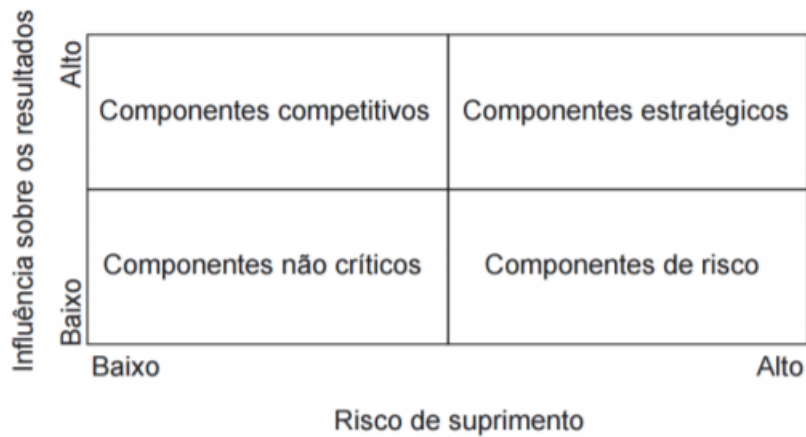 Influência sobre os resultados
Alto
Baixo
Componentes competitivos
Componentes estratégicos
Componentes não críticos
Componentes de risco
Baixo
Alto
Risco de suprimento